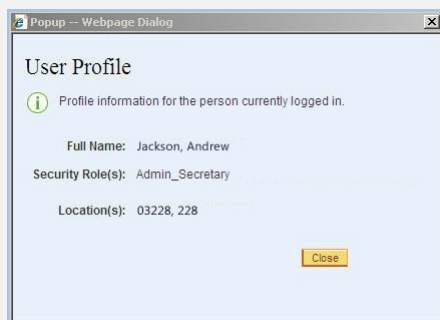 Popup -- Webpage Dialog
User Profile
Profile information for the person currently logged in.
Full Name: Jackson, Andrew
Security Role(s): Admin_Secretary
Location(s): 03228, 228
Close